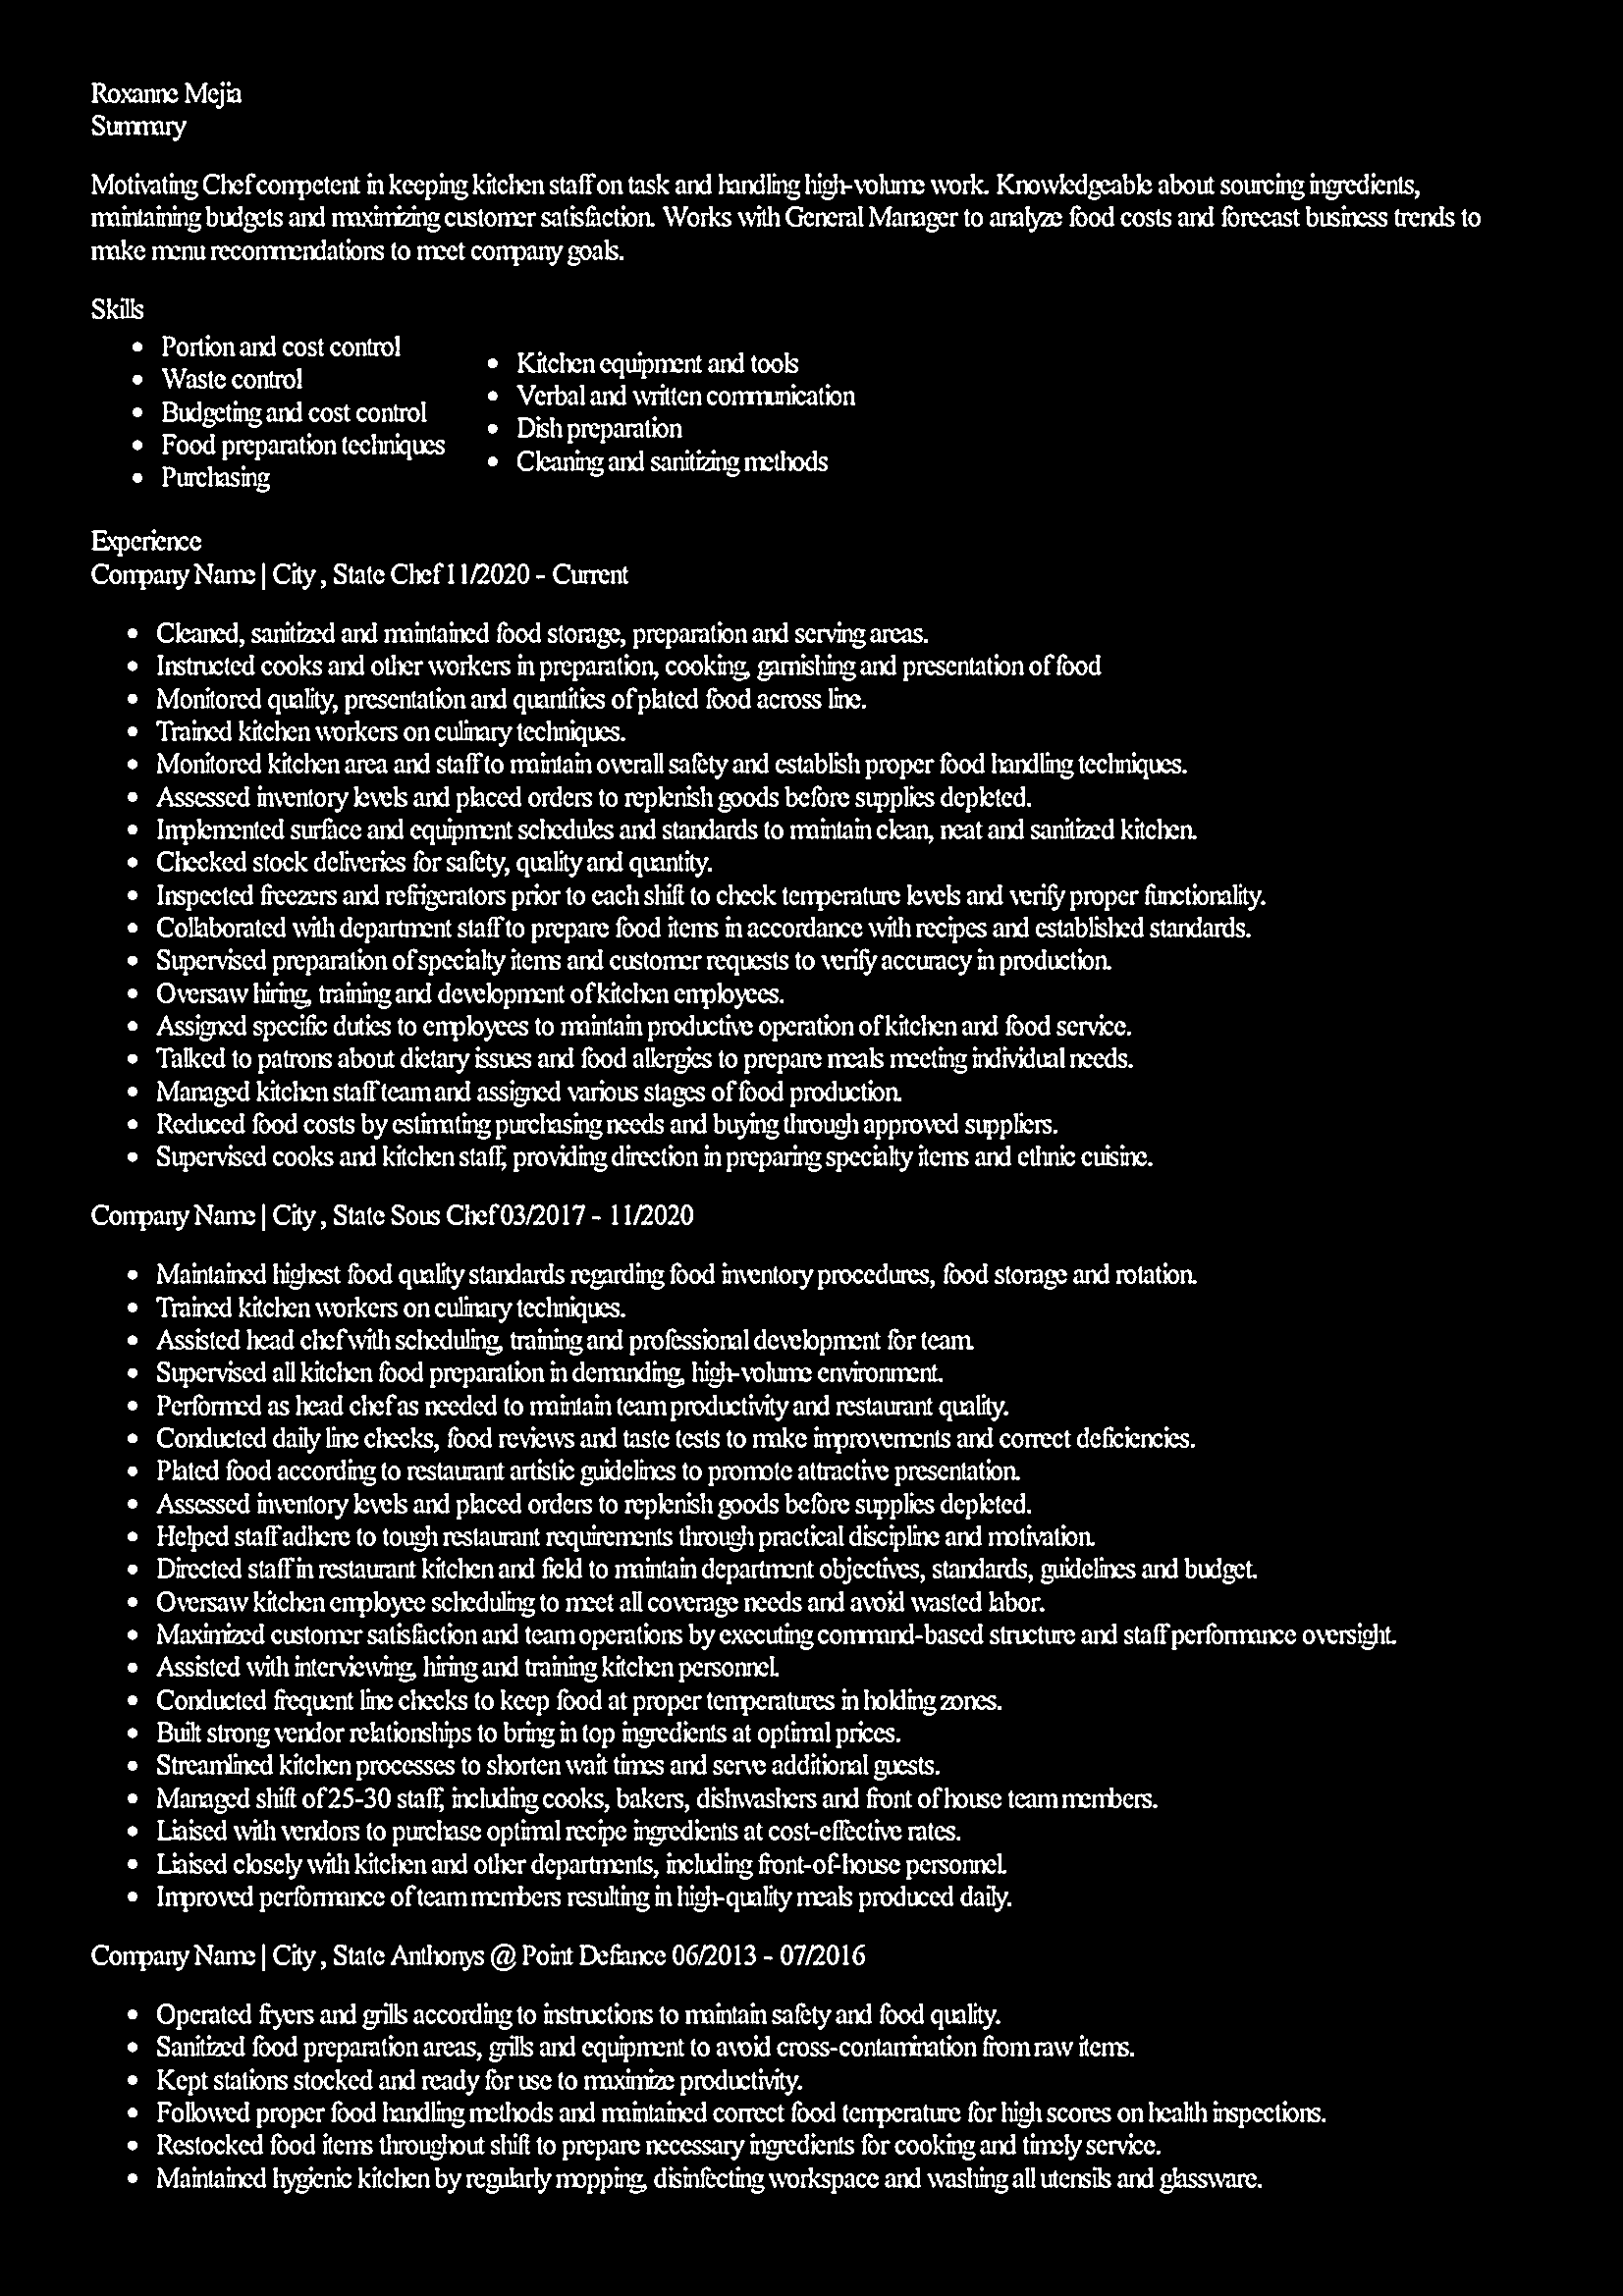 Roxanne Mejia
Summary
Motivating Chef competent in keeping kitchen staff on task and handling high-volume work. Knowledgeable about sourcing ingredients,
maintaining budgets and maximizing customer satisfaction. Works with General Manager to analyze food costs and forecast business trends to
make menu recommendations to meet company goals.
Skills
• Portion and cost control
• Waste control
• Budgeting and cost control
• Food preparation techniques
• Purchasing
• Kitchen equipment and tools
• Verbal and written communication
• Dish preparation
• Cleaning and sanitizing methods
Experience
Company Name | City , State Chef 11/2020 - Current
• Cleaned, sanitized and maintained food storage, preparation and serving areas.
• Instructed cooks and other workers in preparation, cooking, garnishing and presentation of food
• Monitored quality, presentation and quantities of plated food across line.
• Trained kitchen workers on culinary techniques.
• Monitored kitchen area and staff to maintain overall safety and establish proper food handling techniques.
• Assessed inventory levels and placed orders to replenish goods before supplies depleted.
• Implemented surface and equipment schedules and standards to maintain clean, neat and sanitized kitchen.
• Checked stock deliveries for safety, quality and quantity.
• Inspected freezers and refrigerators prior to each shift to check temperature levels and verify proper functionality.
• Collaborated with department staff to prepare food items in accordance with recipes and established standards.
• Supervised preparation of specialty items and customer requests to verify accuracy in production.
• Oversaw hiring, training and development of kitchen employees.
• Assigned specific duties to employees to maintain productive operation of kitchen and food service.
• Talked to patrons about dietary issues and food allergies to prepare meals meeting individual needs.
• Managed kitchen staff team and assigned various stages of food production.
• Reduced food costs by estimating purchasing needs and buying through approved suppliers.
• Supervised cooks and kitchen staff, providing direction in preparing specialty items and ethnic cuisine.
Company Name | City , State Sous Chef 03/2017 - 11/2020
• Maintained highest food quality standards regarding food inventory procedures, food storage and rotation.
• Trained kitchen workers on culinary techniques.
• Assisted head chef with scheduling, training and professional development for team.
• Supervised all kitchen food preparation in demanding, high-volume environment.
• Performed as head chef as needed to maintain team productivity and restaurant quality.
• Conducted daily line checks, food reviews and taste tests to make improvements and correct deficiencies.
• Plated food according to restaurant artistic guidelines to promote attractive presentation.
• Assessed inventory levels and placed orders to replenish goods before supplies depleted.
• Helped staff adhere to tough restaurant requirements through practical discipline and motivation.
• Directed staff in restaurant kitchen and field to maintain department objectives, standards, guidelines and budget.
• Oversaw kitchen employee scheduling to meet all coverage needs and avoid wasted labor.
• Maximized customer satisfaction and team operations by executing command-based structure and staff performance oversight.
• Assisted with interviewing, hiring and training kitchen personnel.
• Conducted frequent line checks to keep food at proper temperatures in holding zones.
• Built strong vendor relationships to bring in top ingredients at optimal prices.
• Streamlined kitchen processes to shorten wait times and serve additional guests.
• Managed shift of 25-30 staff, including cooks, bakers, dishwashers and front of house team members.
• Liaised with vendors to purchase optimal recipe ingredients at cost-effective rates.
• Liaised closely with kitchen and other departments, including front-of-house personnel.
• Improved performance of team members resulting in high-quality meals produced daily.
Company Name | City , State Anthonys @ Point Defiance 06/2013 - 07/2016
• Operated fryers and grills according to instructions to maintain safety and food quality.
• Sanitized food preparation areas, grills and equipment to avoid cross-contamination from raw items.
• Kept stations stocked and ready for use to maximize productivity.
• Followed proper food handling methods and maintained correct food temperature for high scores on health inspections.
• Restocked food items throughout shift to prepare necessary ingredients for cooking and timely service.
• Maintained hygienic kitchen by regularly mopping, disinfecting workspace and washing all utensils and glassware.